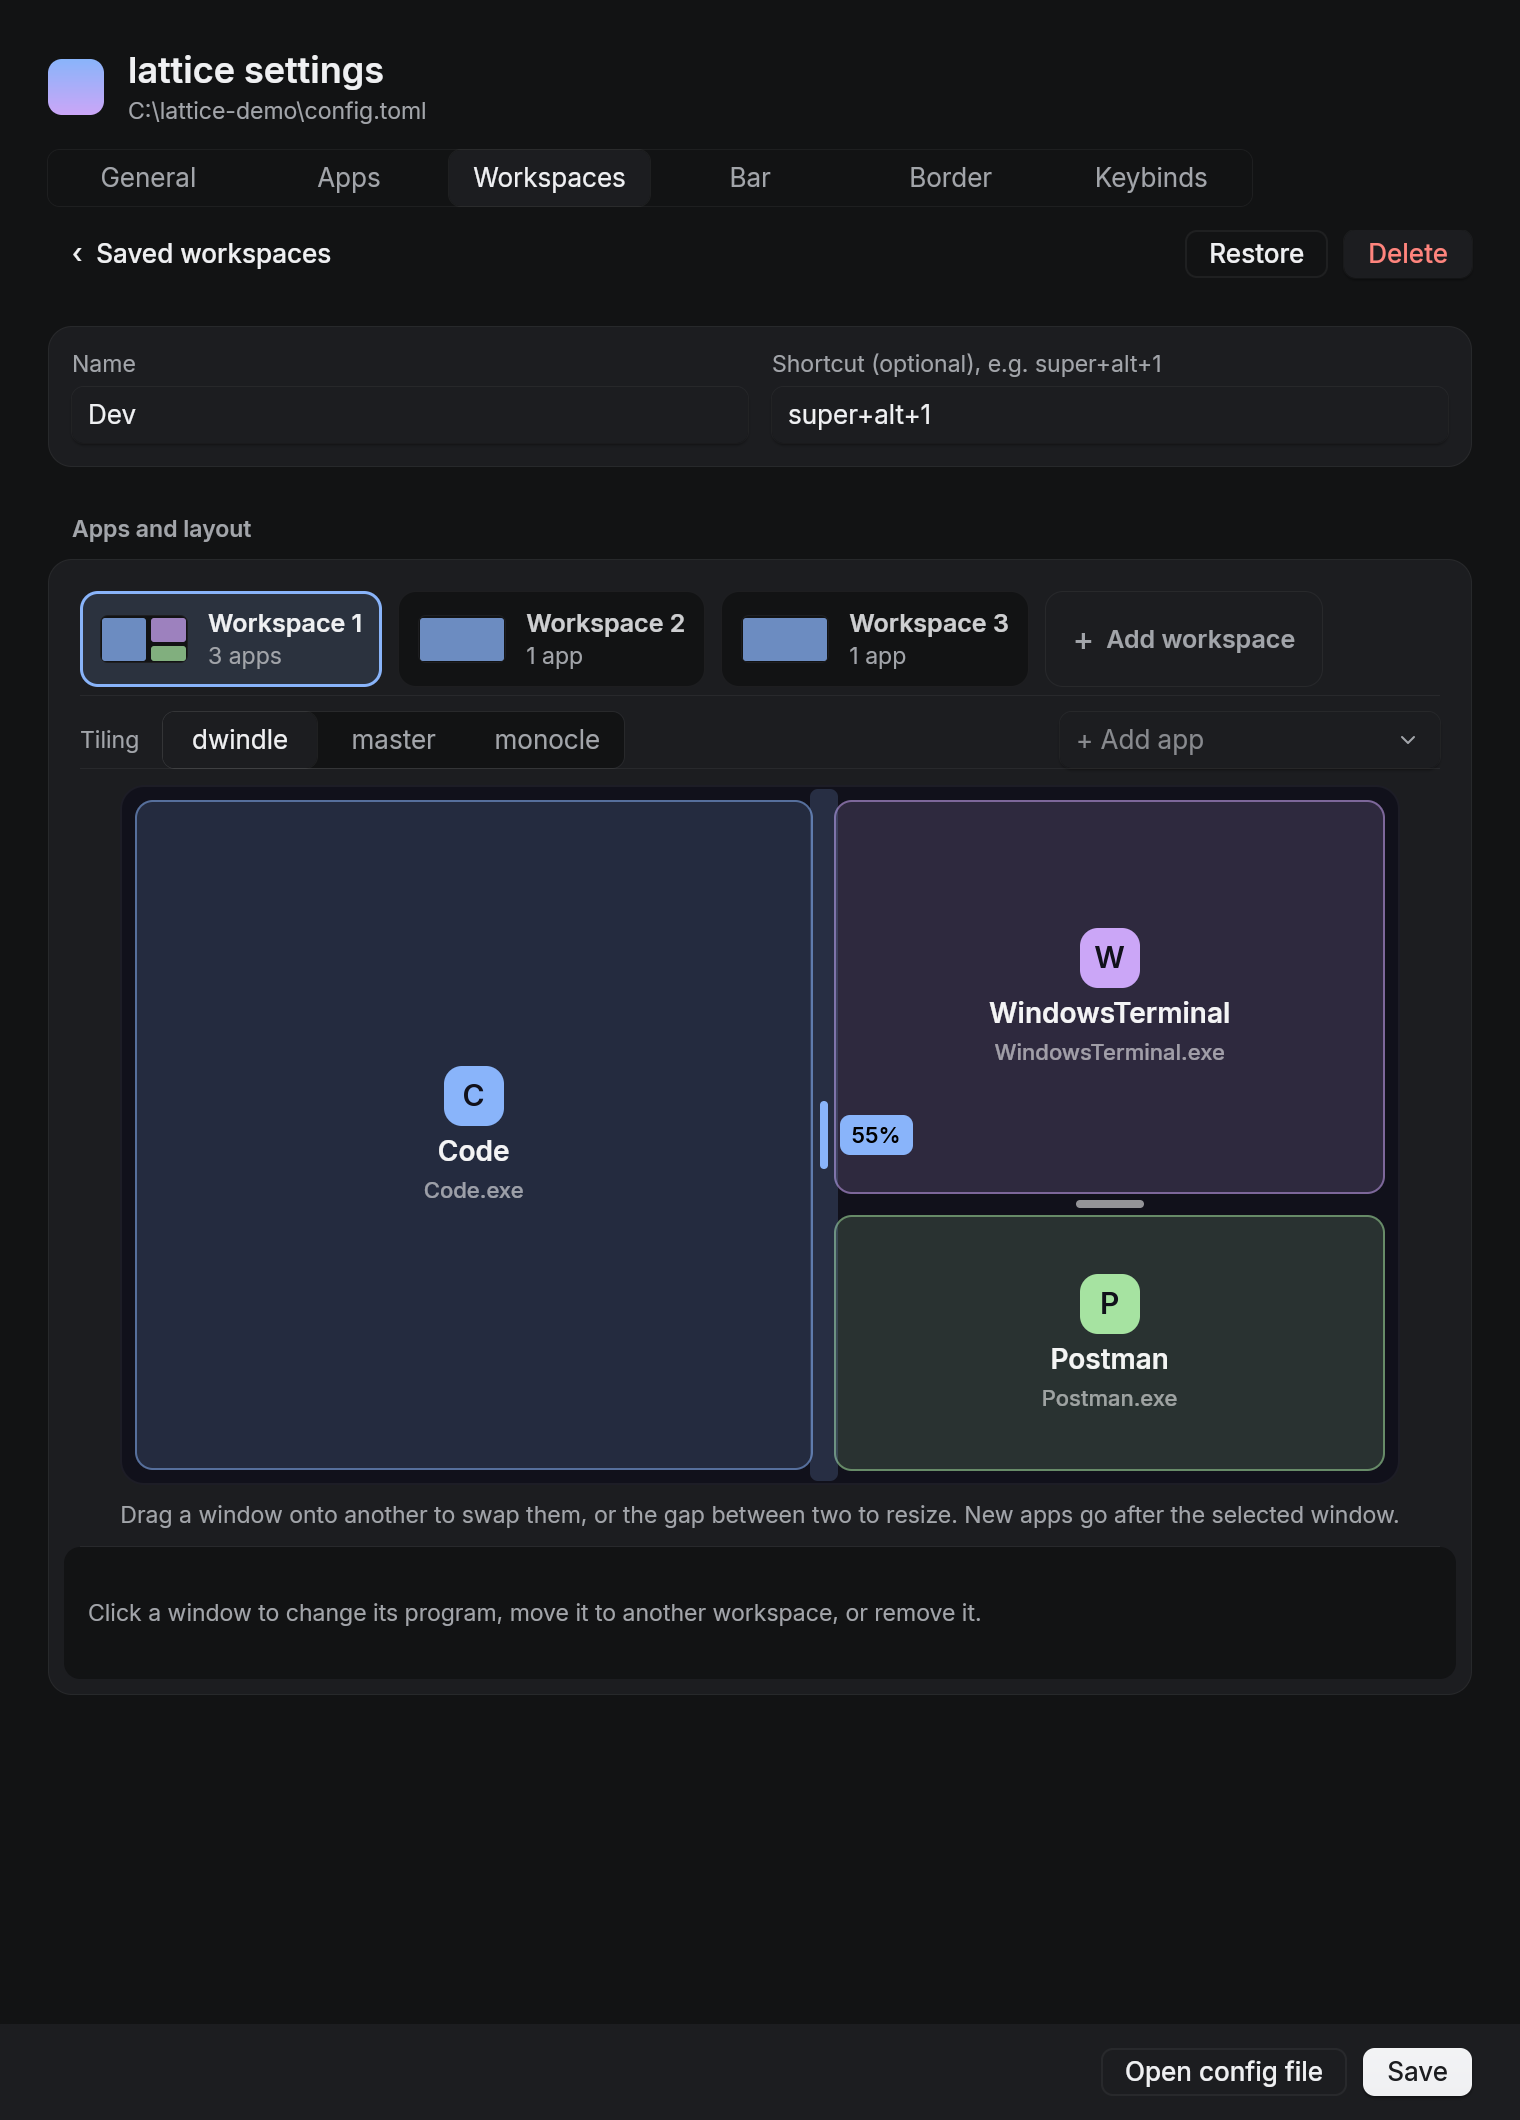 lattice settings
C:\lattice-demo\config.toml
General Apps Workspaces Bar Border Keybinds
‹ Saved workspaces Restore Delete
Name Shortcut (optional), e.g. super+alt+1
Dev super+alt+1
Apps and layout
Workspace 1
3 apps
Workspace 2
1 app
Workspace 3
1 app
+ Add workspace
Tiling dwindle master monocle + Add app
C
Code
Code.exe
W
WindowsTerminal
WindowsTerminal.exe
55%
P
Postman
Postman.exe
Drag a window onto another to swap them, or the gap between two to resize. New apps go after the selected window.
Click a window to change its program, move it to another workspace, or remove it.
Open config file Save